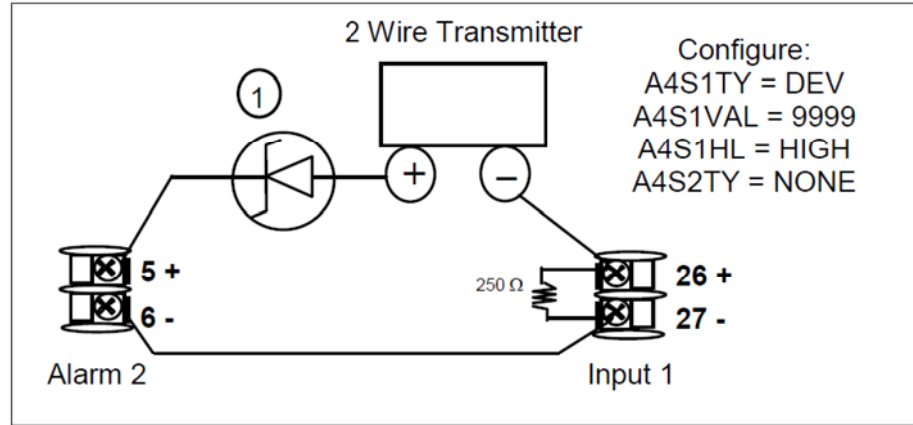 2 Wire Transmitter
Configure:
A4S1TY = DEV
A4S1VAL = 9999
A4S1HL = HIGH
A4S2TY = NONE
1
+
−
5 +
6 -
250 Ω
26 +
27 -
Alarm 2
Input 1